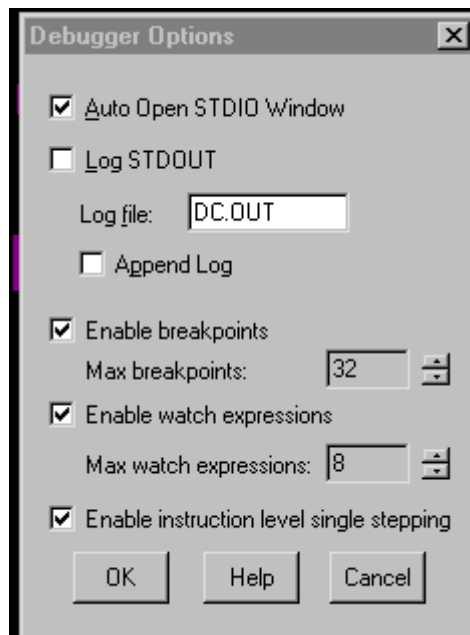 Debugger Options
Auto Open STDIO Window
Log STDOUT
Log file: DC.OUT
Append Log
Enable breakpoints
Max breakpoints: 32
Enable watch expressions
Max watch expressions: 8
Enable instruction level single stepping
OK Help Cancel